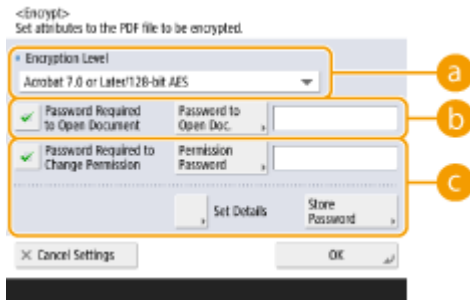 <Encrypt>
Set attributes to the PDF file to be encrypted.
Encryption Level
Acrobat 7.0 or Later/128-bit AES
a
Password Required
to Open Document
Password to
Open Doc.
b
Password Required to
Change Permission
Permission
Password
c
Set Details
Store
Password
× Cancel Settings
OK